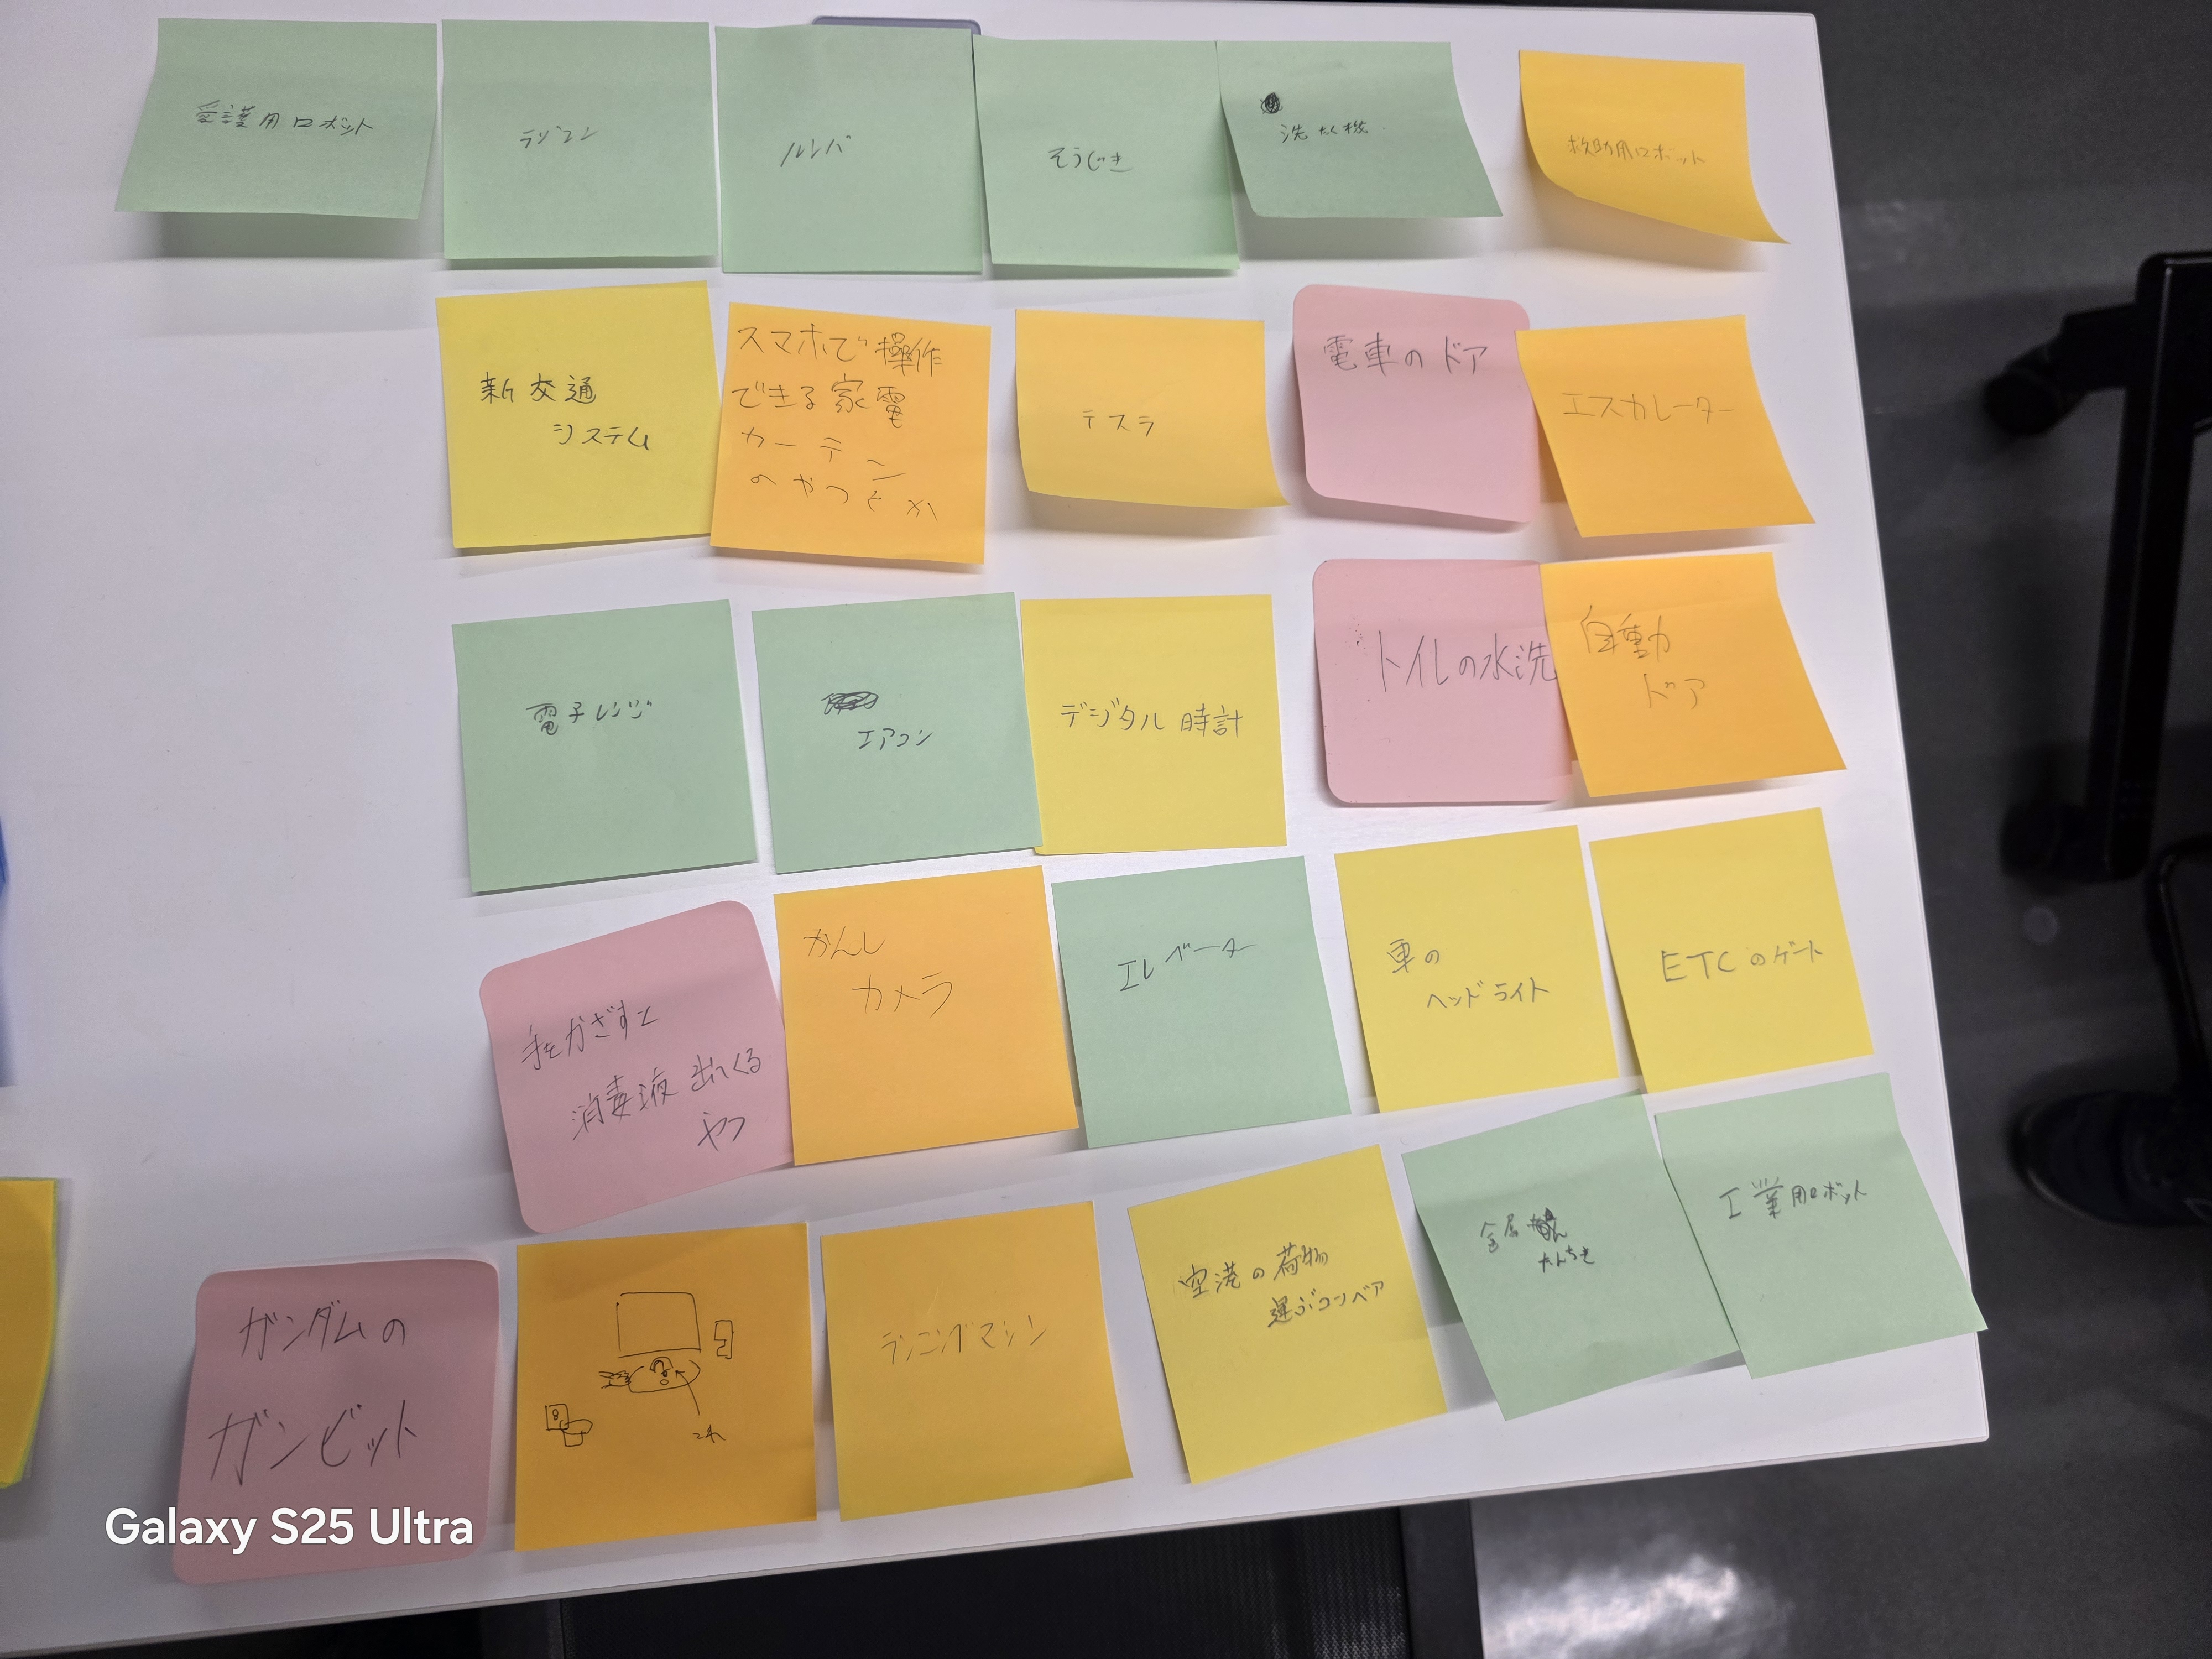 護用ロボット
ラジコン
ルンバ
そうじき
洗たく機
救助用ロボット
新交通
システム
スマホで操作
できる家電
カーテン
のやつとか
テスラ
電車のドア
エスカレーター
電子レンジ
エアコン
デジタル時計
トイレの水洗
自動
ドア
手をかざすと
消毒液出てくる
やつ
かんし
カメラ
エレベーター
車の
ヘッドライト
ETCのゲート
ガンダムの
ガンビット
これ
ランニングマシン
空港の荷物
運ぶコンベア
金属
たんちき
工業用ロボット
Galaxy S25 Ultra